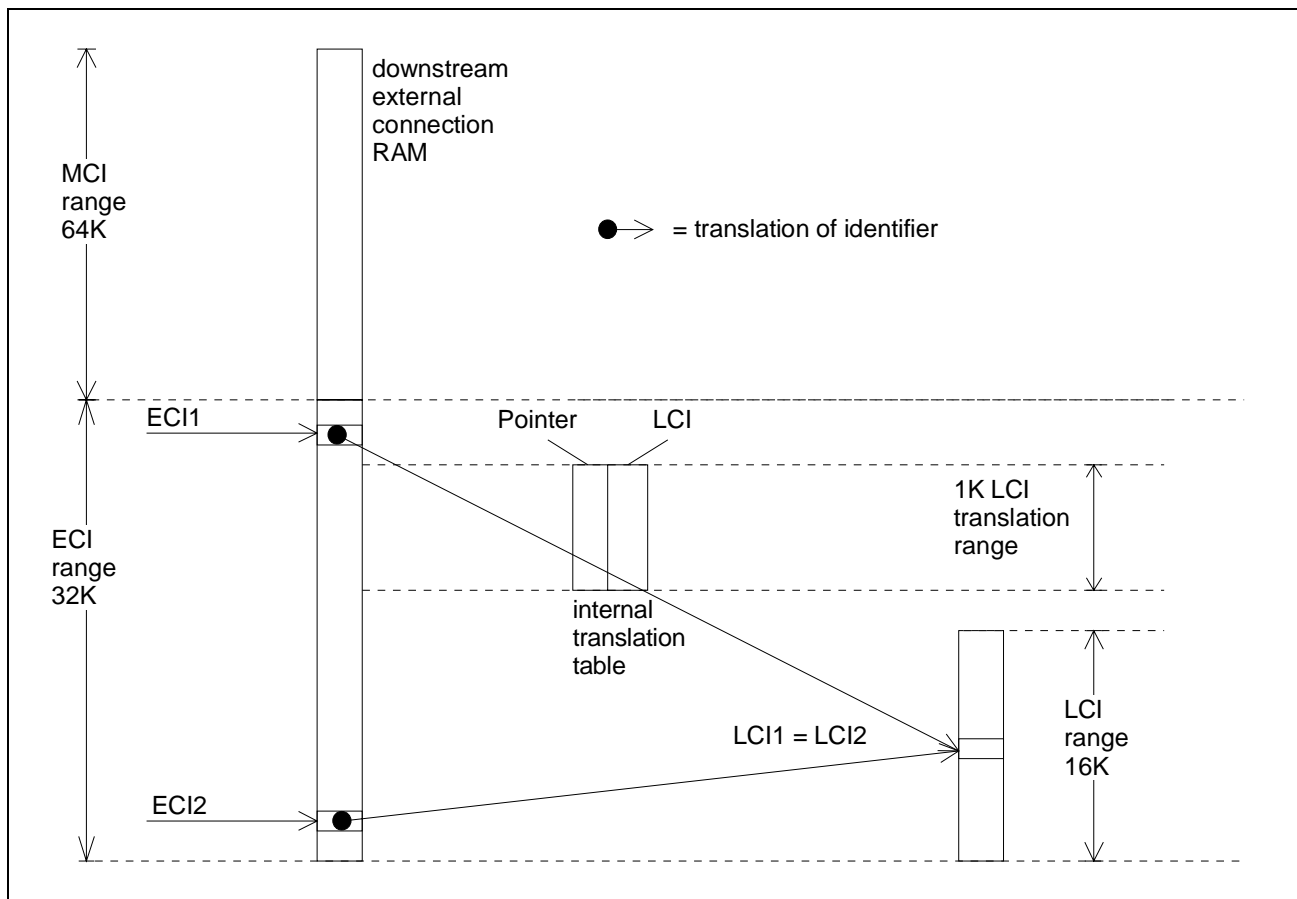 downstream
external
connection
RAM
MCI
range
64K
= translation of identifier
ECI1
Pointer
LCI
1K LCI
translation
range
ECI
range
32K
internal
translation
table
LCI1 = LCI2
LCI
range
16K
ECI2